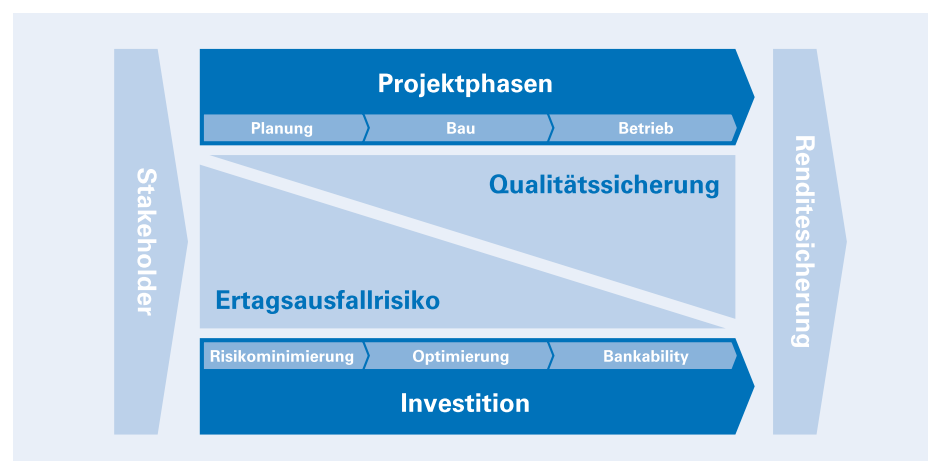 Stakeholder
Projektphasen
Planung
Bau
Betrieb
Qualitätssicherung
Ertagsausfallrisiko
Risikominimierung
Optimierung
Bankability
Investition
Renditesicherung